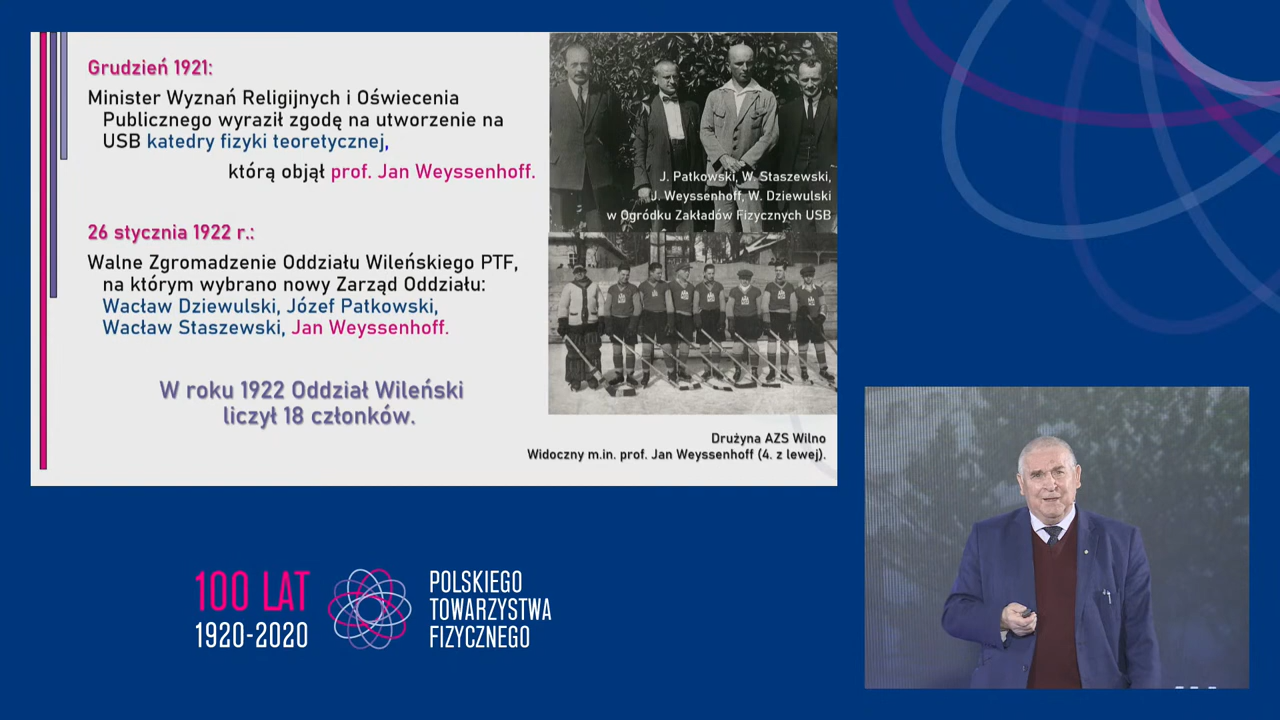 Grudzień 1921:
Minister Wyznań Religijnych i Oświecenia
Publicznego wyraził zgodę na utworzenie na
USB katedry fizyki teoretycznej,
którą objął prof. Jan Weyssenhoff.
26 stycznia 1922 r.:
Walne Zgromadzenie Oddziału Wileńskiego PTF,
na którym wybrano nowy Zarząd Oddziału:
Wacław Dziewulski, Józef Patkowski,
Wacław Staszewski, Jan Weyssenhoff.
W roku 1922 Oddział Wileński
liczył 18 członków.
J. Patkowski, W. Staszewski,
J. Weyssenhoff, W. Dziewulski
w Ogródku Zakładów Fizycznych USB
Drużyna AZS Wilno
Widoczny m.in. prof. Jan Weyssenhoff (4. z lewej).
100 LAT
1920-2020
POLSKIEGO
TOWARZYSTWA
FIZYCZNEGO